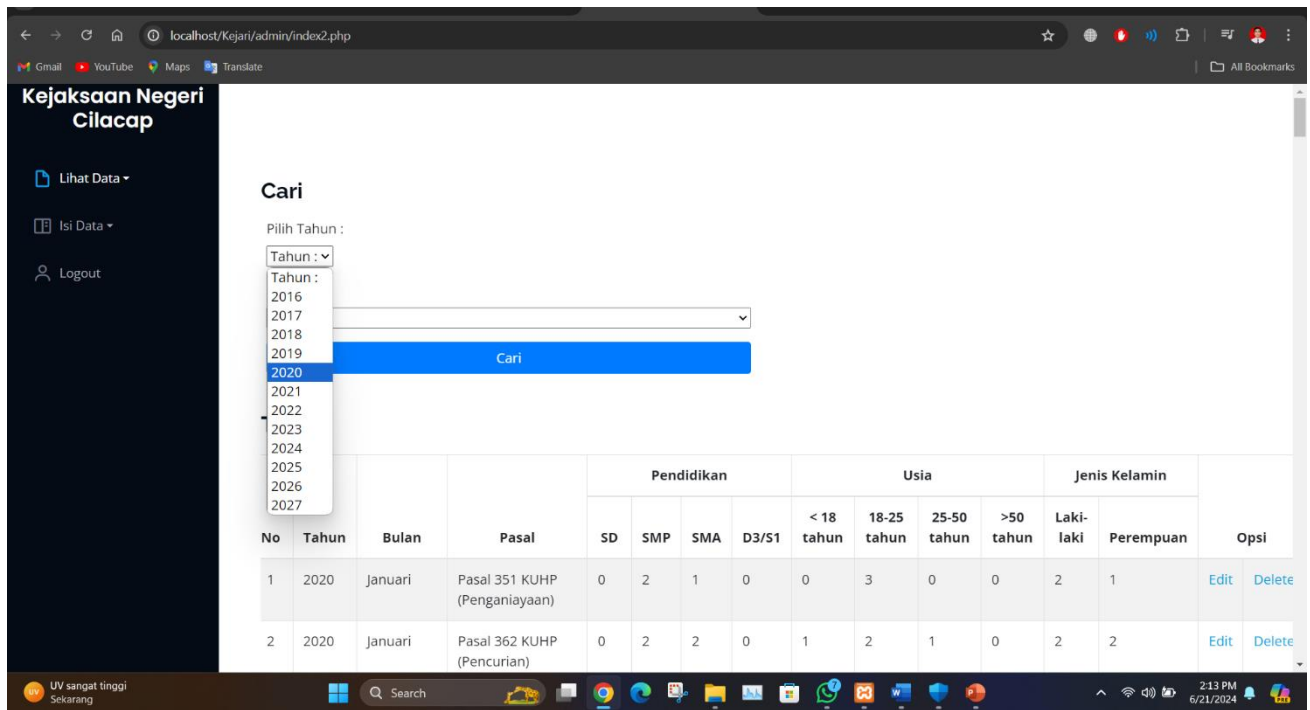 localhost/Kejari/admin/index2.php
Gmail YouTube Maps Translate All Bookmarks
Kejaksaan Negeri
Cilacap
Lihat Data
Isi Data
Logout
Cari
Pilih Tahun :
Tahun :
Tahun :
2016
2017
2018
2019
2020
2021
2022
2023
2024
2025
2026
2027
Cari
Pendidikan Usia Jenis Kelamin
No Tahun Bulan Pasal SD SMP SMA D3/S1 < 18 tahun 18-25 tahun 25-50 tahun >50 tahun Laki-laki Perempuan Opsi
1 2020 Januari Pasal 351 KUHP (Penganiayaan) 0 2 1 0 0 3 0 0 2 1 Edit Delete
2 2020 Januari Pasal 362 KUHP (Pencurian) 0 2 2 0 1 2 1 0 2 2 Edit Delete
UV sangat tinggi
Sekarang
Search
7
2:13 PM
6/21/2024